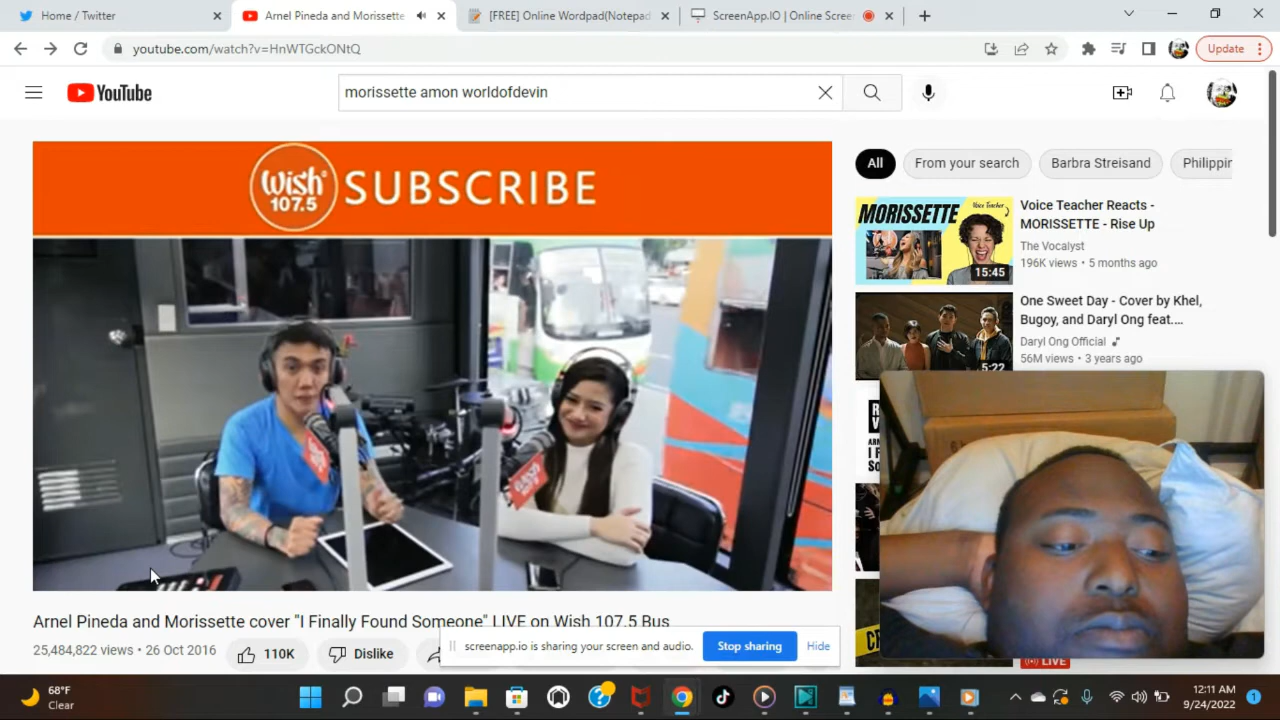 Home / Twitter
Arnel Pineda and Morissette
[FREE] Online Wordpad(Notepad
ScreenApp.IO | Online Scree
youtube.com/watch?v=HnWTGckONtQ
Update
YouTube
morissette amon worldofdevin
wish
107.5
SUBSCRIBE
All
From your search
Barbra Streisand
Philippin
MORISSETTE
Voice Teacher
15:45
Voice Teacher Reacts -
MORISSETTE - Rise Up
The Vocalyst
196K views • 5 months ago
5:22
One Sweet Day - Cover by Khel,
Bugoy, and Daryl Ong feat....
Daryl Ong Official
56M views • 3 years ago
LIVE
Arnel Pineda and Morissette cover "I Finally Found Someone" LIVE on Wish 107.5 Bus
25,484,822 views • 26 Oct 2016
110K
Dislike
screenapp.io is sharing your screen and audio.
Stop sharing
Hide
68°F
Clear
12:11 AM
9/24/2022
1